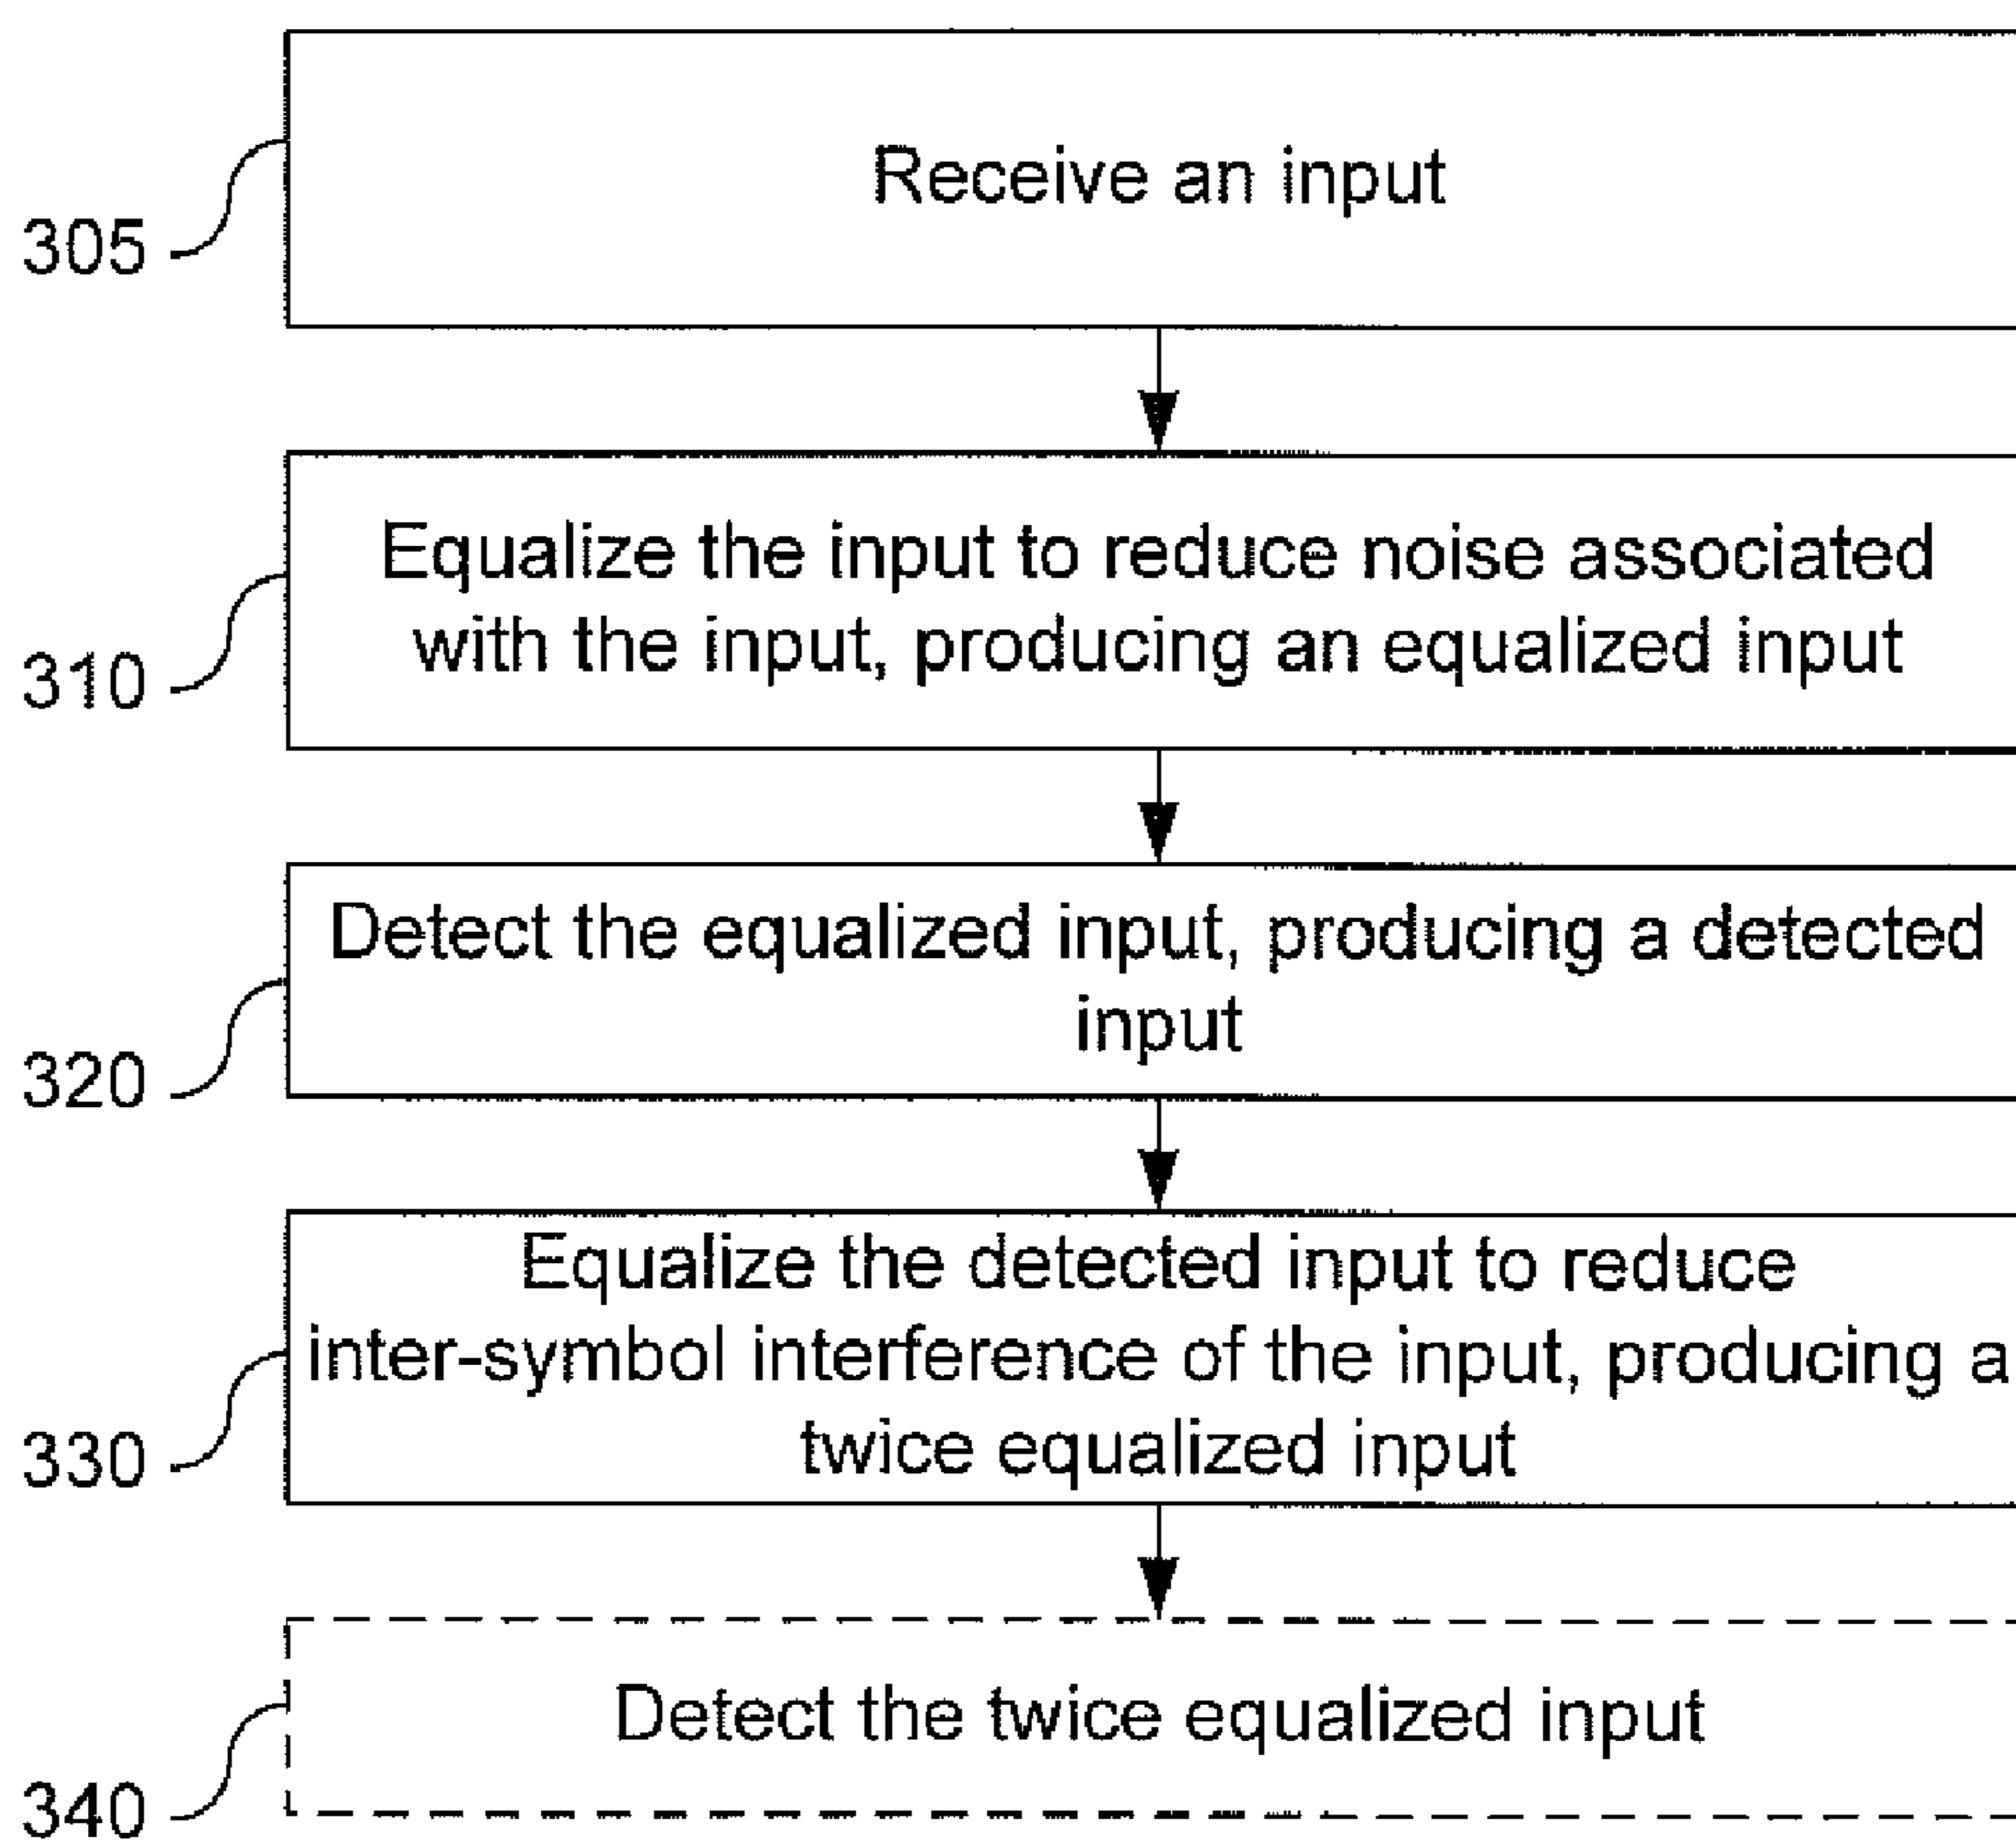 Receive an input
305
Equalize the input to reduce noise associated
with the input, producing an equalized input
310
Detect the equalized input, producing a detected
input
320
Equalize the detected input to reduce
inter-symbol interference of the input, producing a
twice equalized input
330
Detect the twice equalized input
340